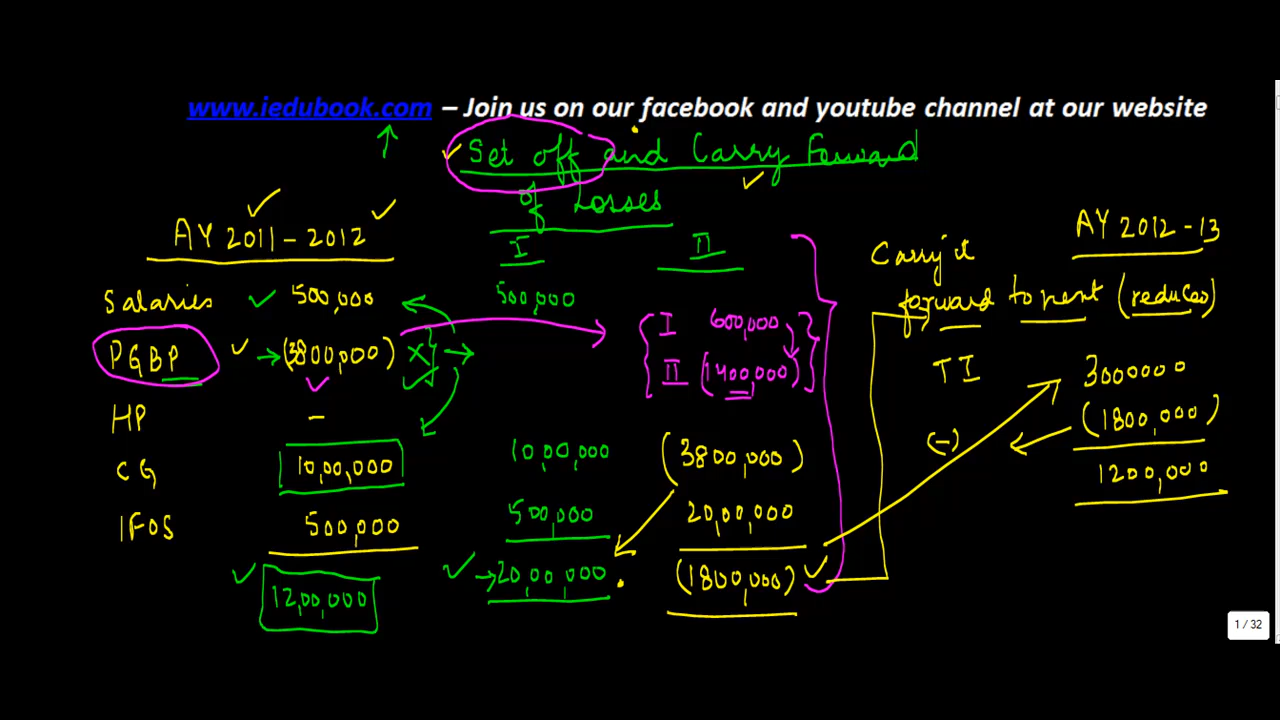 www.iedubook.com – Join us on our facebook and youtube channel at our website
Set off and Carry Forward
of Losses
AY 2011-2012
I
II
Salaries 500,000 500,000
PGBP (3800,000) X
I 600,000
II (1400,000)
HP -
CG 10,00,000 10,00,000 (3800,000)
IFOS 500,000 500,000 20,00,000
12,00,000 20,00,000 (1800,000)
AY 2012-13
Carry it
forward to next (reduces)
TI 3000000
(-) (1800,000)
1200,000
1 / 32